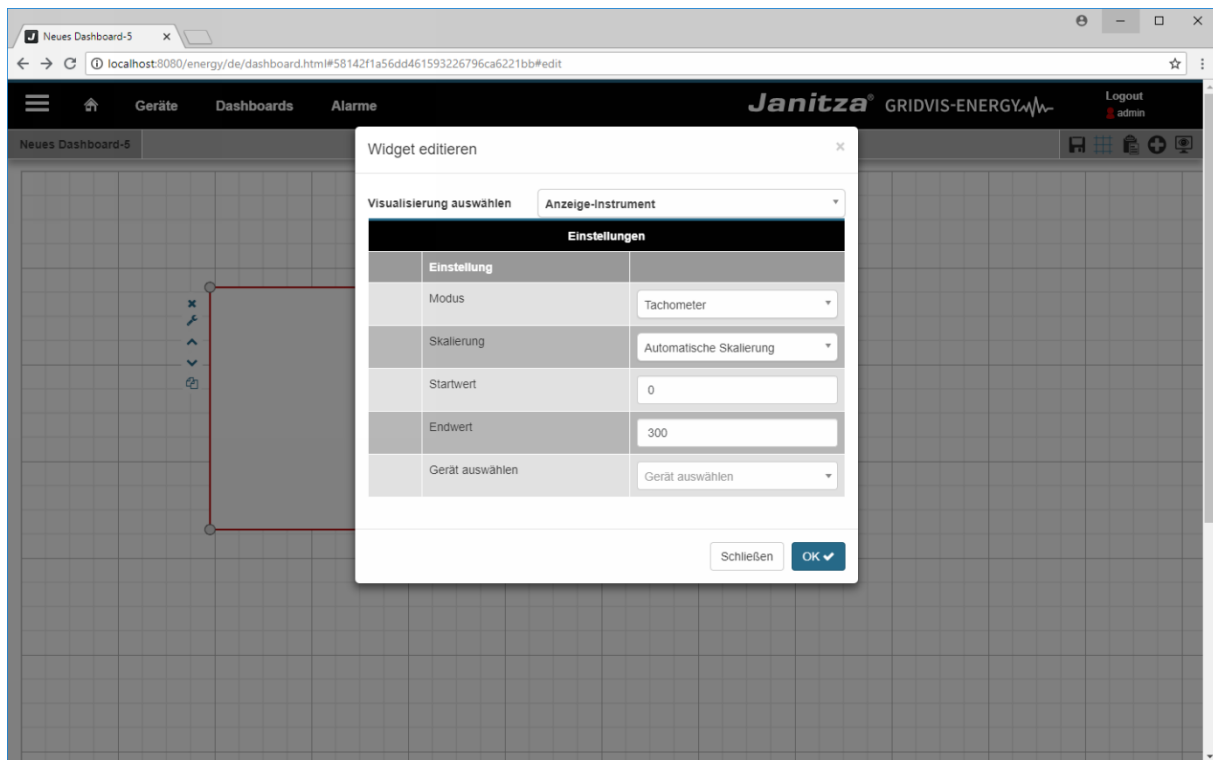 Neues Dashboard-5
localhost:8080/energy/de/dashboard.html#58142f1a56dd461593226796ca6221bb#edit
Geräte Dashboards Alarme Janitza® GRIDVIS-ENERGY Logout
admin
Neues Dashboard-5
Widget editieren
Visualisierung auswählen Anzeige-Instrument
Einstellungen
Einstellung
Modus Tachometer
Skalierung Automatische Skalierung
Startwert 0
Endwert 300
Gerät auswählen Gerät auswählen
Schließen OK